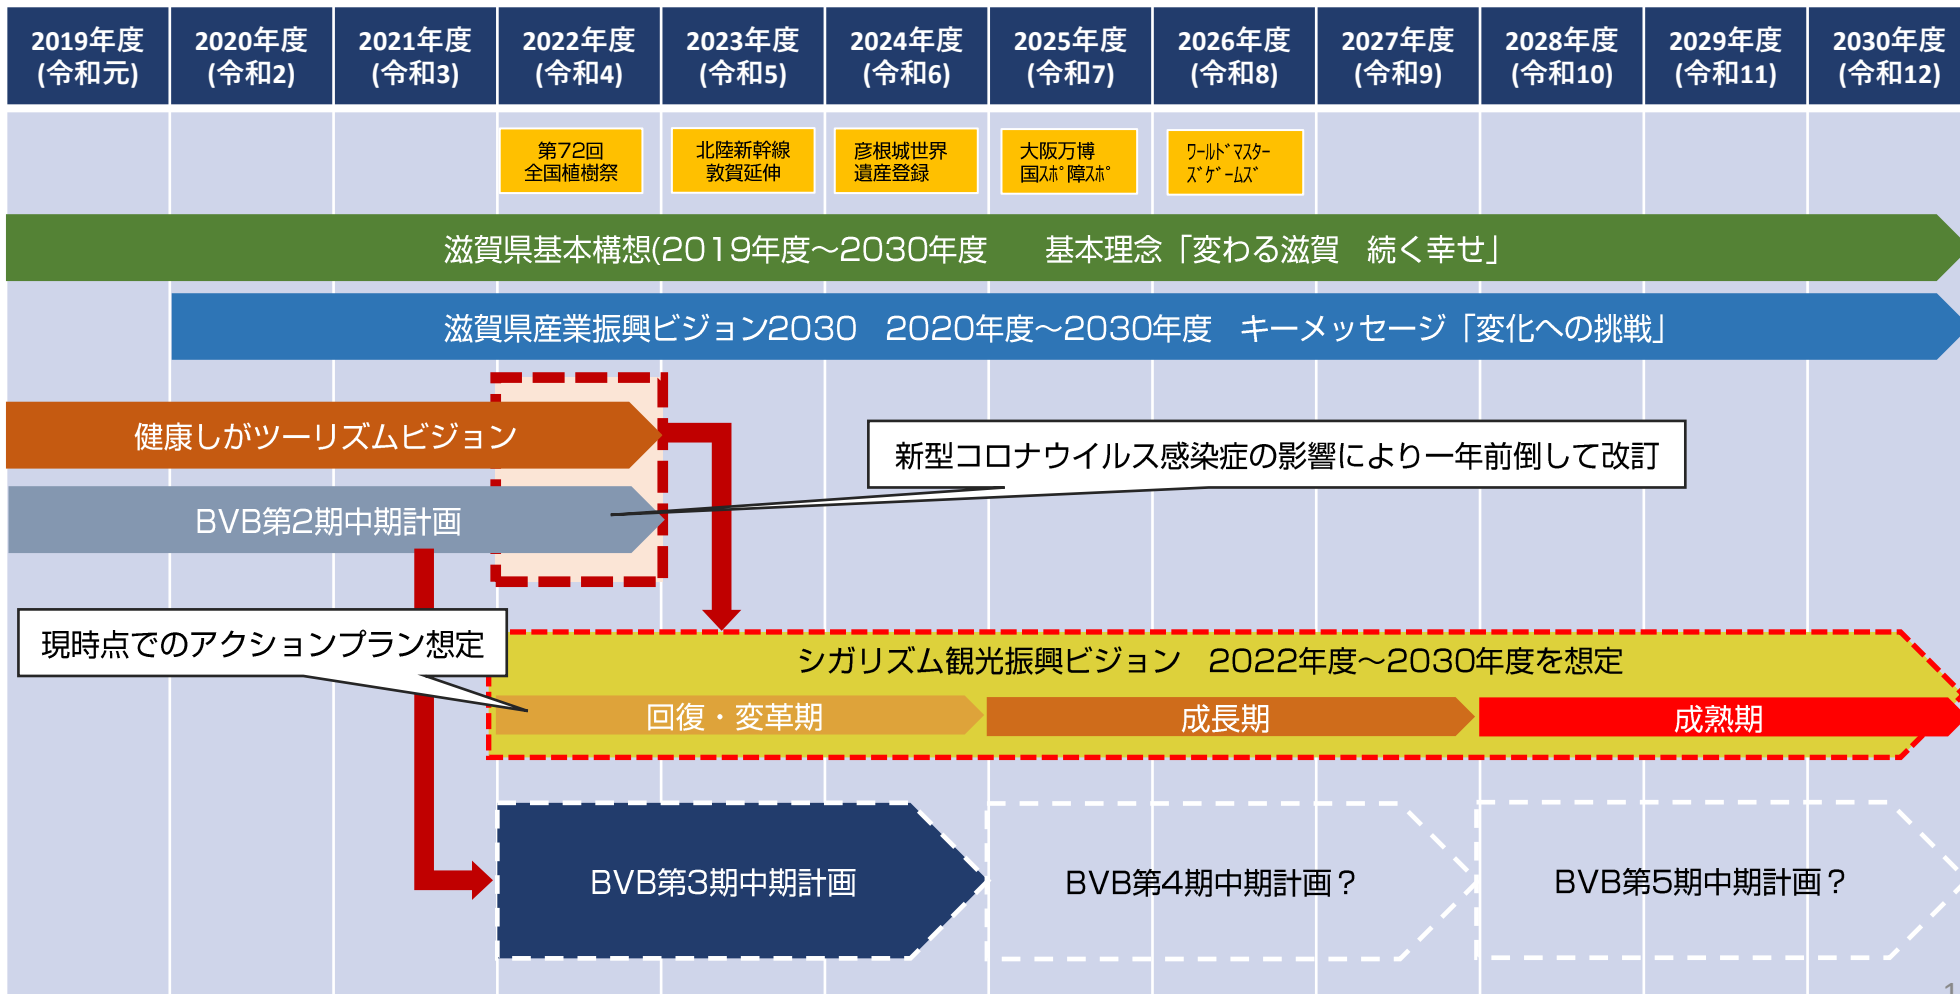 2019年度
(令和元)
2020年度
(令和2)
2021年度
(令和3)
2022年度
(令和4)
2023年度
(令和5)
2024年度
(令和6)
2025年度
(令和7)
2026年度
(令和8)
2027年度
(令和9)
2028年度
(令和10)
2029年度
(令和11)
2030年度
(令和12)
第72回
全国植樹祭
北陸新幹線
敦賀延伸
彦根城世界
遺産登録
大阪万博
国ｽﾎﾟ障ｽﾎﾟ
ﾜｰﾙﾄﾞﾏｽﾀｰ
ｽﾞｹﾞｰﾑｽﾞ
滋賀県基本構想(2019年度～2030年度　　基本理念「変わる滋賀　続く幸せ」
滋賀県産業振興ビジョン2030　2020年度～2030年度　キーメッセージ「変化への挑戦」
健康しがツーリズムビジョン
新型コロナウイルス感染症の影響により一年前倒して改訂
BVB第2期中期計画
現時点でのアクションプラン想定
シガリズム観光振興ビジョン　2022年度～2030年度を想定
回復・変革期
成長期
成熟期
BVB第3期中期計画
BVB第4期中期計画？
BVB第5期中期計画？